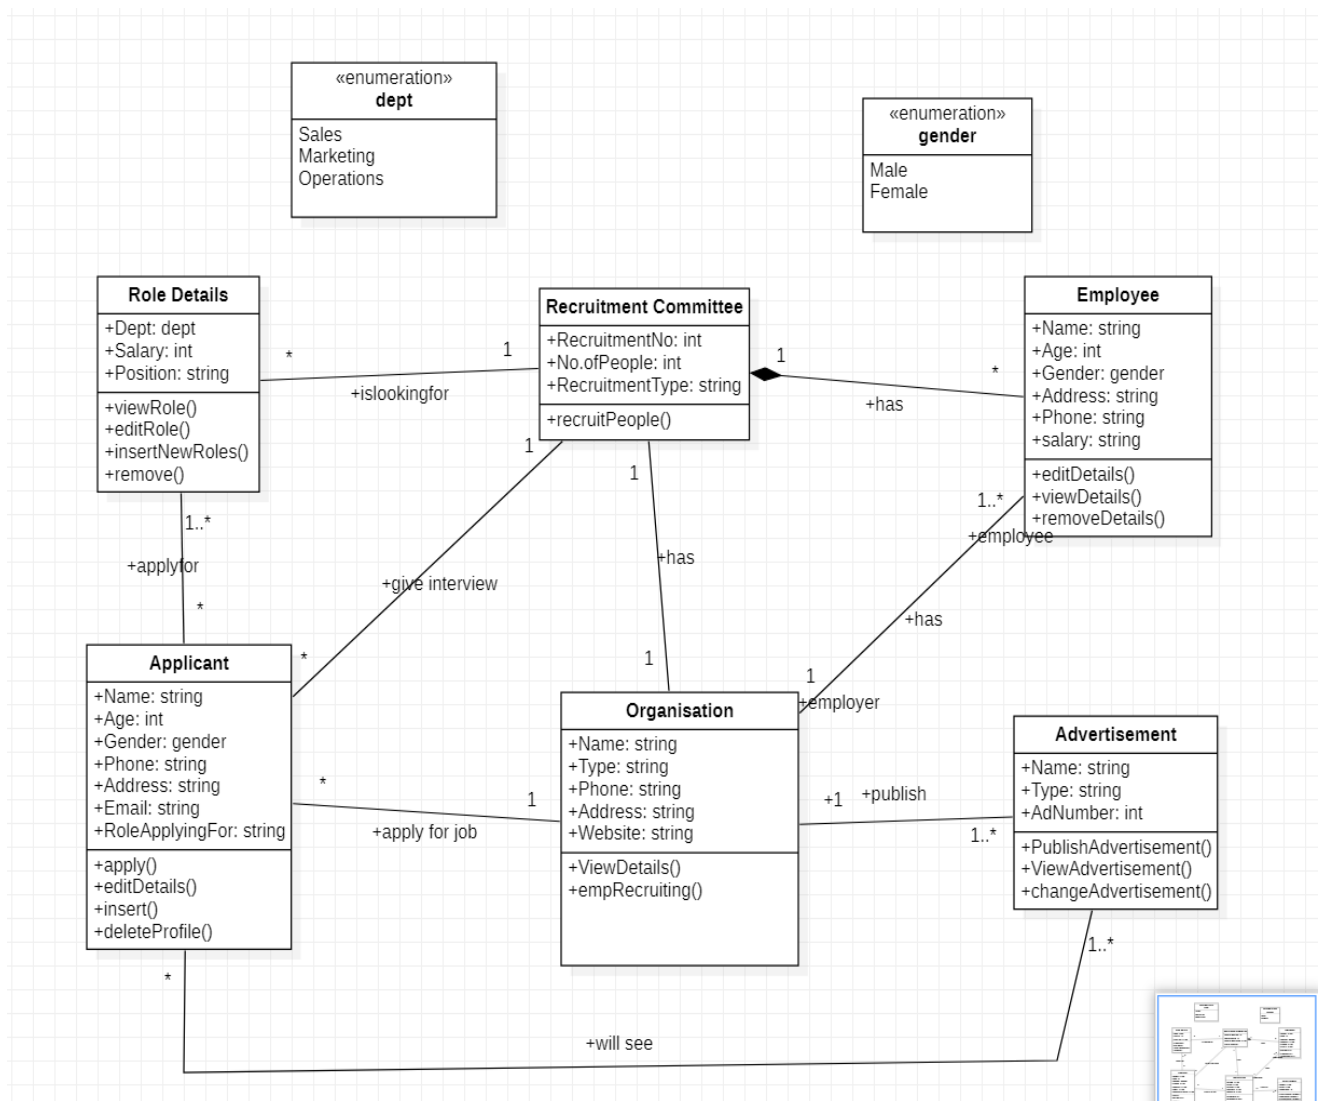 «enumeration»
dept
Sales
Marketing
Operations
«enumeration»
gender
Male
Female
Role Details
+Dept: dept
+Salary: int
+Position: string
+viewRole()
+editRole()
+insertNewRoles()
+remove()
*
1
+islookingfor
Recruitment Committee
+RecruitmentNo: int
+No.ofPeople: int
+RecruitmentType: string
+recruitPeople()
1
*
+has
Employee
+Name: string
+Age: int
+Gender: gender
+Address: string
+Phone: string
+salary: string
+editDetails()
+viewDetails()
+removeDetails()
1..*
+applyfor
*
1
+give interview
*
1
+has
1
1..*
+employee
+has
1
+employer
Applicant
+Name: string
+Age: int
+Gender: gender
+Phone: string
+Address: string
+Email: string
+RoleApplyingFor: string
+apply()
+editDetails()
+insert()
+deleteProfile()
*
1
+apply for job
Organisation
+Name: string
+Type: string
+Phone: string
+Address: string
+Website: string
+ViewDetails()
+empRecruiting()
+1
+publish
1..*
Advertisement
+Name: string
+Type: string
+AdNumber: int
+PublishAdvertisement()
+ViewAdvertisement()
+changeAdvertisement()
*
1..*
+will see